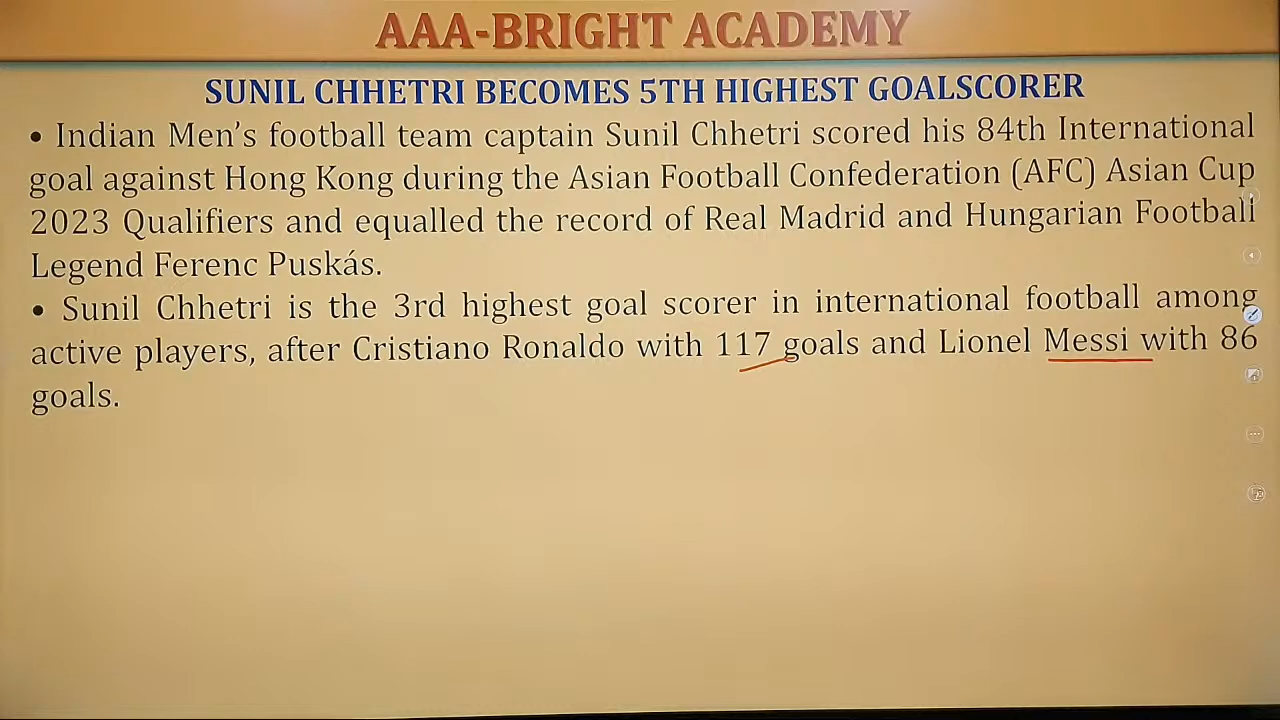 AAA-BRIGHT ACADEMY
SUNIL CHHETRI BECOMES 5TH HIGHEST GOALSCORER
• Indian Men’s football team captain Sunil Chhetri scored his 84th International
goal against Hong Kong during the Asian Football Confederation (AFC) Asian Cup
2023 Qualifiers and equalled the record of Real Madrid and Hungarian Football
Legend Ferenc Puskás.
• Sunil Chhetri is the 3rd highest goal scorer in international football among
active players, after Cristiano Ronaldo with 117 goals and Lionel Messi with 86
goals.